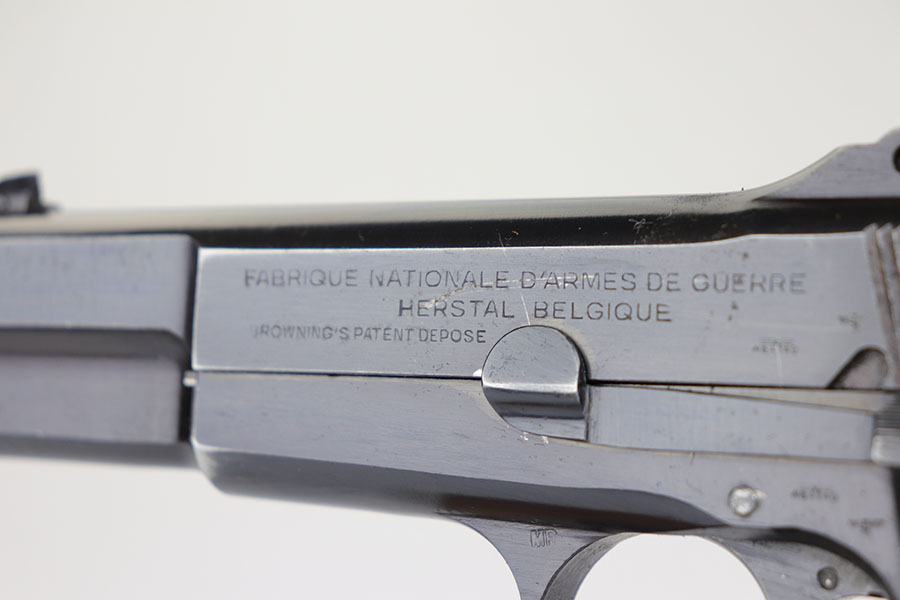 FABRIQUE NATIONALE D'ARMES DE GUERRE
HERSTAL BELGIQUE
BROWNING'S PATENT DEPOSE